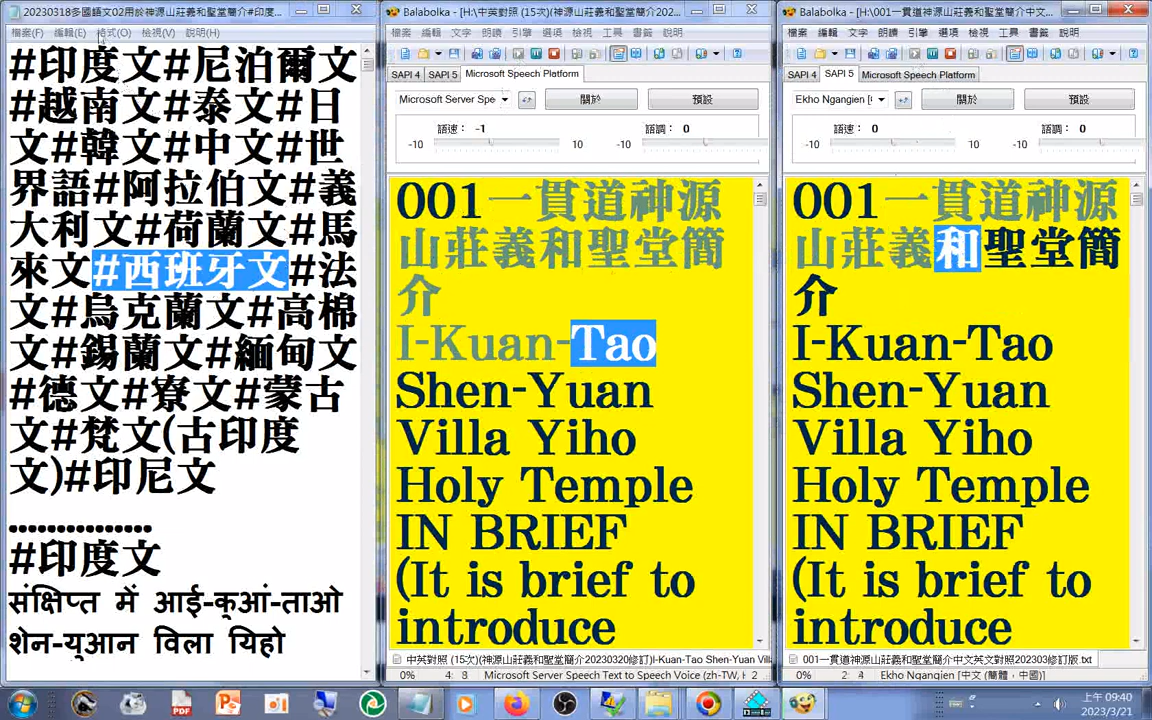 20230318多國語文02用於神源山莊義和聖堂簡介#印度...
檔案(F) 編輯(E) 格式(O) 檢視(V) 說明(H)
#印度文#尼泊爾文
#越南文#泰文#日
文#韓文#中文#世
界語#阿拉伯文#義
大利文#荷蘭文#馬
來文#西班牙文#法
文#烏克蘭文#高棉
文#錫蘭文#緬甸文
#德文#寮文#蒙古
文#梵文(古印度
文)#印尼文
...............
#印度文
संक्षिप्त में आई-कुआं-ताओ
शेन-युआन विला यिहो
Balabolka - [H:\中英對照 (15次)(神源山莊義和聖堂簡介202...
檔案 編輯 文字 朗讀 引擎 選項 檢視 工具 書籤 說明
SAPI 4 SAPI 5 Microsoft Speech Platform
Microsoft Server Spe 關於 預設
語速： -1 語調： 0
-10 10 -10
001一貫道神源
山莊義和聖堂簡
介
I-Kuan-Tao
Shen-Yuan
Villa Yiho
Holy Temple
IN BRIEF
(It is brief to
introduce
中英對照 (15次)(神源山莊義和聖堂簡介20230320修訂)I-Kuan-Tao Shen-Yuan Villa
0% 4: 8 Microsoft Server Speech Text to Speech Voice (zh-TW, H 2
Balabolka - [H:\001一貫道神源山莊義和聖堂簡介中文...
檔案 編輯 文字 朗讀 引擎 選項 檢視 工具 書籤 說明
SAPI 4 SAPI 5 Microsoft Speech Platform
Ekho Ngangien [ 關於 預設
語速： 0 語調： 0
-10 10 -10
001一貫道神源
山莊義和聖堂簡
介
I-Kuan-Tao
Shen-Yuan
Villa Yiho
Holy Temple
IN BRIEF
(It is brief to
introduce
001一貫道神源山莊義和聖堂簡介中文英文對照202303修訂版.txt
0% 2: 4 Ekho Ngangien [中文 (簡體，中國)]
上午 09:40
2023/3/21